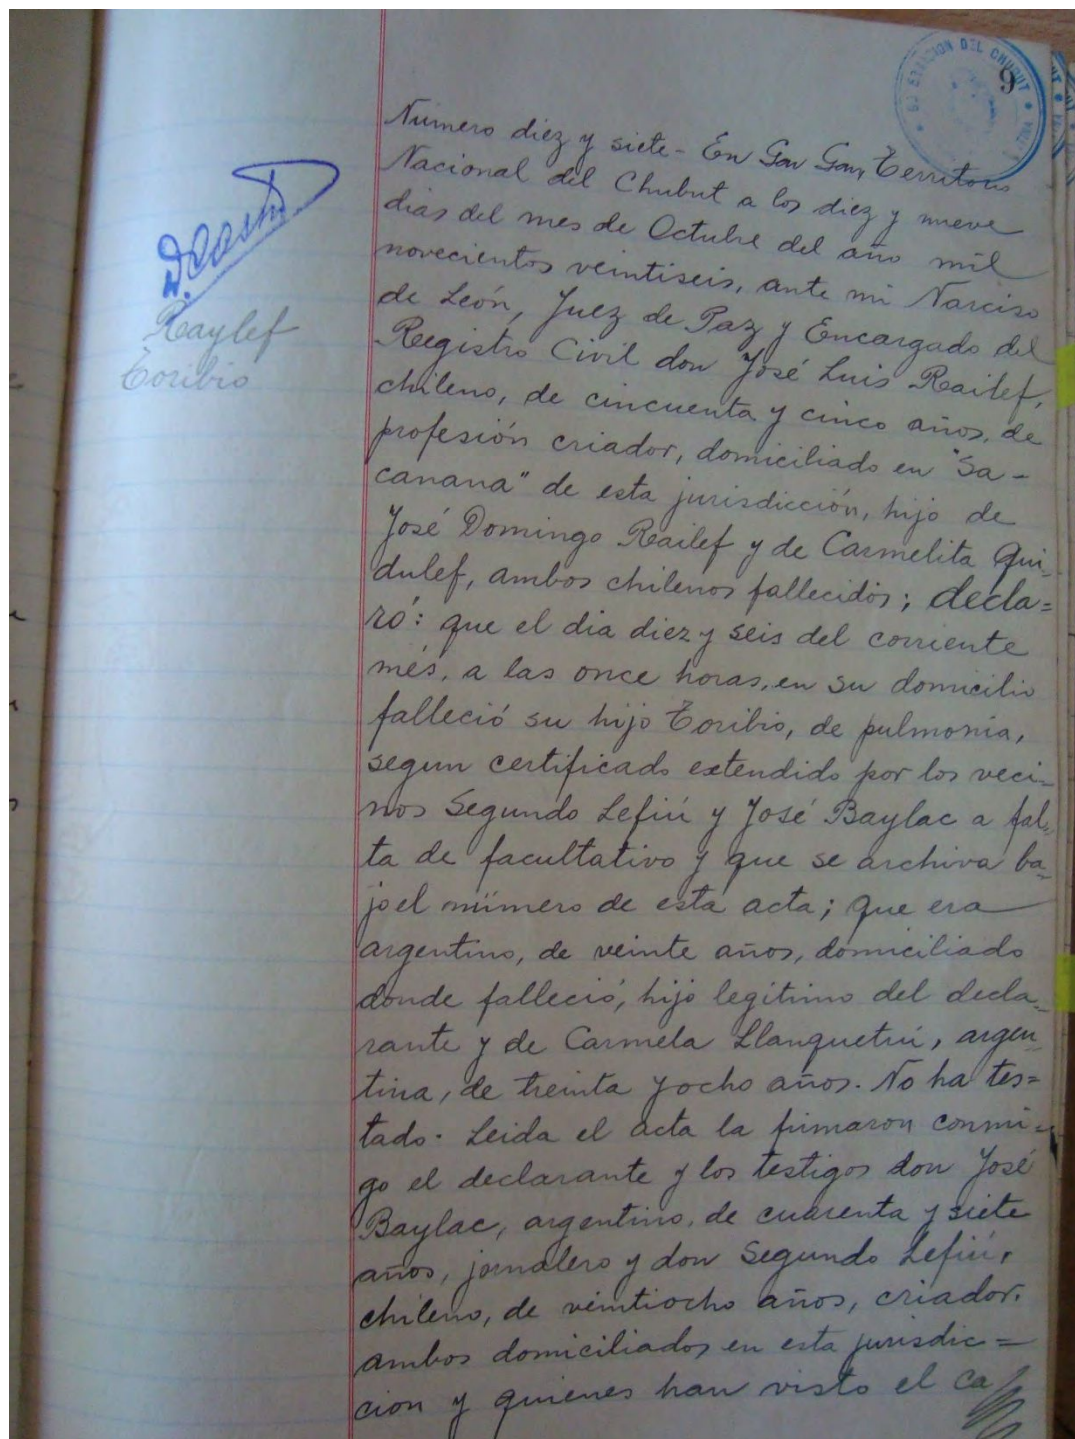 9
Número diez y siete - En Gan Gan, Territorio
Nacional del Chubut a los diez y nueve
dias del mes de Octubre del año mil
novecientos veintiseis, ante mi Narciso
de León, Juez de Paz y Encargado del
Registro Civil don José Luis Railef,
chileno, de cincuenta y cinco años, de
profesión criador, domiciliado en "Sa-
canana" de esta jurisdicción, hijo de
José Domingo Railef y de Carmelita Qui-
dulef, ambos chilenos fallecidos; decla=
ró: que el dia diez y seis del corriente
més, a las once horas, en su domicilio
falleció su hijo Toribio, de pulmonia,
segun certificado extendido por los veci-
nos Segundo Lefiú y José Baylac a fal-
ta de facultativo y que se archiva ba-
jo el número de esta acta; que era
argentino, de veinte años, domiciliado
donde falleció, hijo legítimo del decla-
rante y de Carmela Llanquetrú, argen-
tina, de treinta y ocho años. No ha tes=
tado. Leida el acta la firmaron conmi-
go el declarante y los testigos don José
Baylac, argentino, de cuarenta y siete
años, jornalero y don Segundo Lefiú,
chileno, de veintiocho años, criador,
ambos domiciliados en esta jurisdic=
cion y quienes han visto el ca
Raylef
Toribio